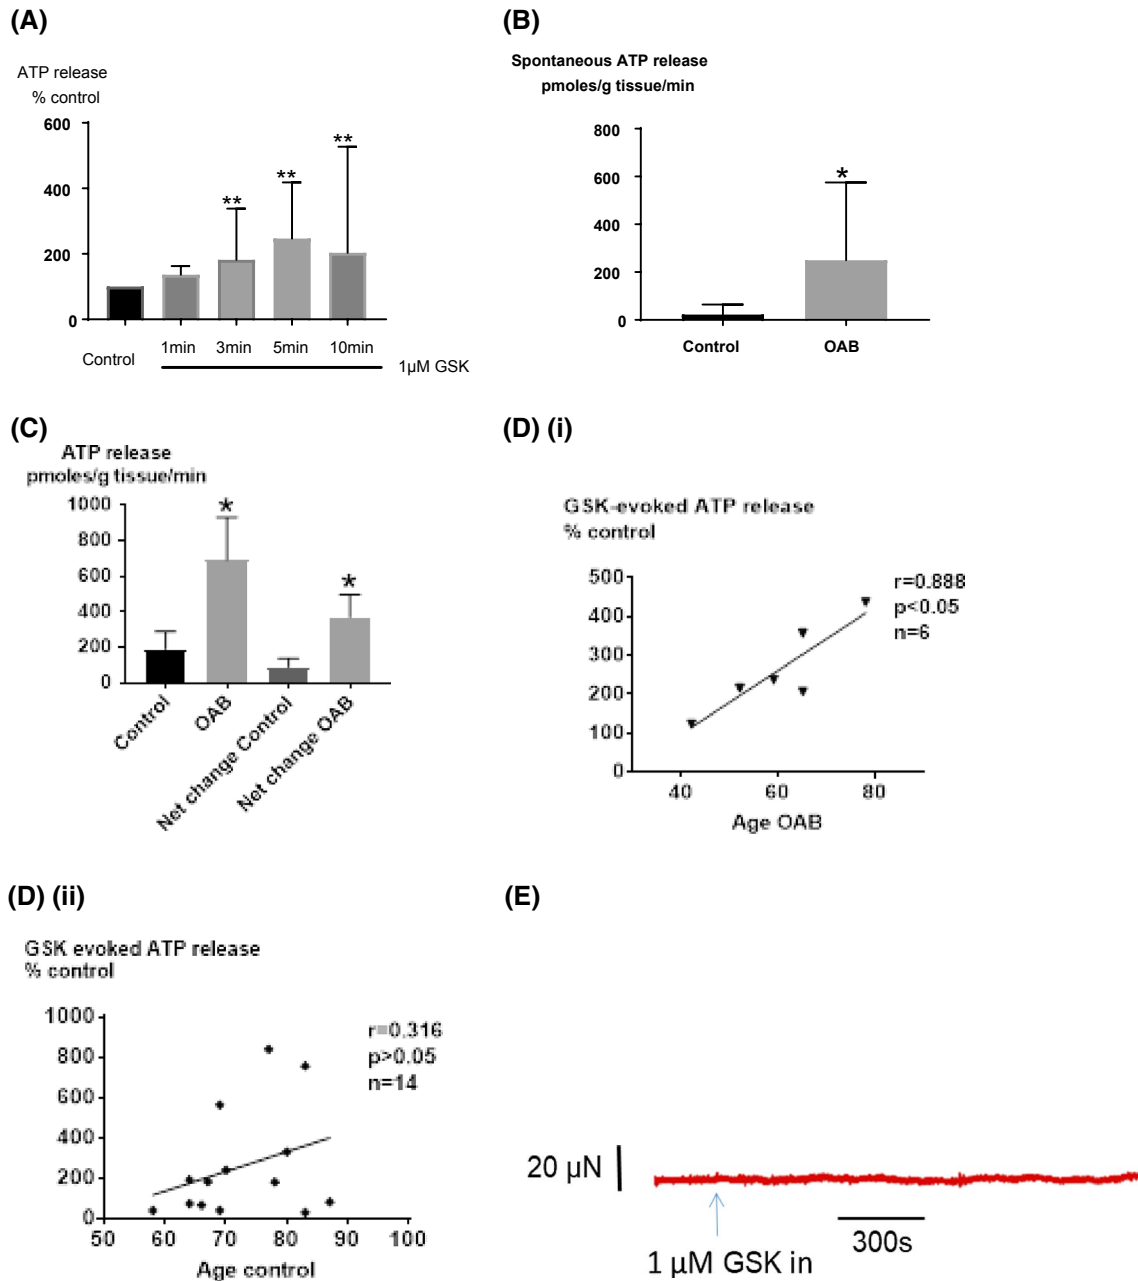 (A)
ATP release
% control
600
400
200
0
**
**
**
Control
1min
3min
5min
10min
1µM GSK
(B)
Spontaneous ATP release
pmoles/g tissue/min
800
600
400
200
0
*
Control
OAB
(C)
ATP release
pmoles/g tissue/min
1000
800
600
400
200
0
*
*
Control
OAB
Net change Control
Net change OAB
(D) (i)
GSK-evoked ATP release
% control
500
400
300
200
100
0
r=0.888
p<0.05
n=6
40
60
80
Age OAB
(D) (ii)
GSK evoked ATP release
% control
1000
800
600
400
200
0
r=0.316
p>0.05
n=14
50
60
70
80
90
100
Age control
(E)
20 µN
300s
1 µM GSK in